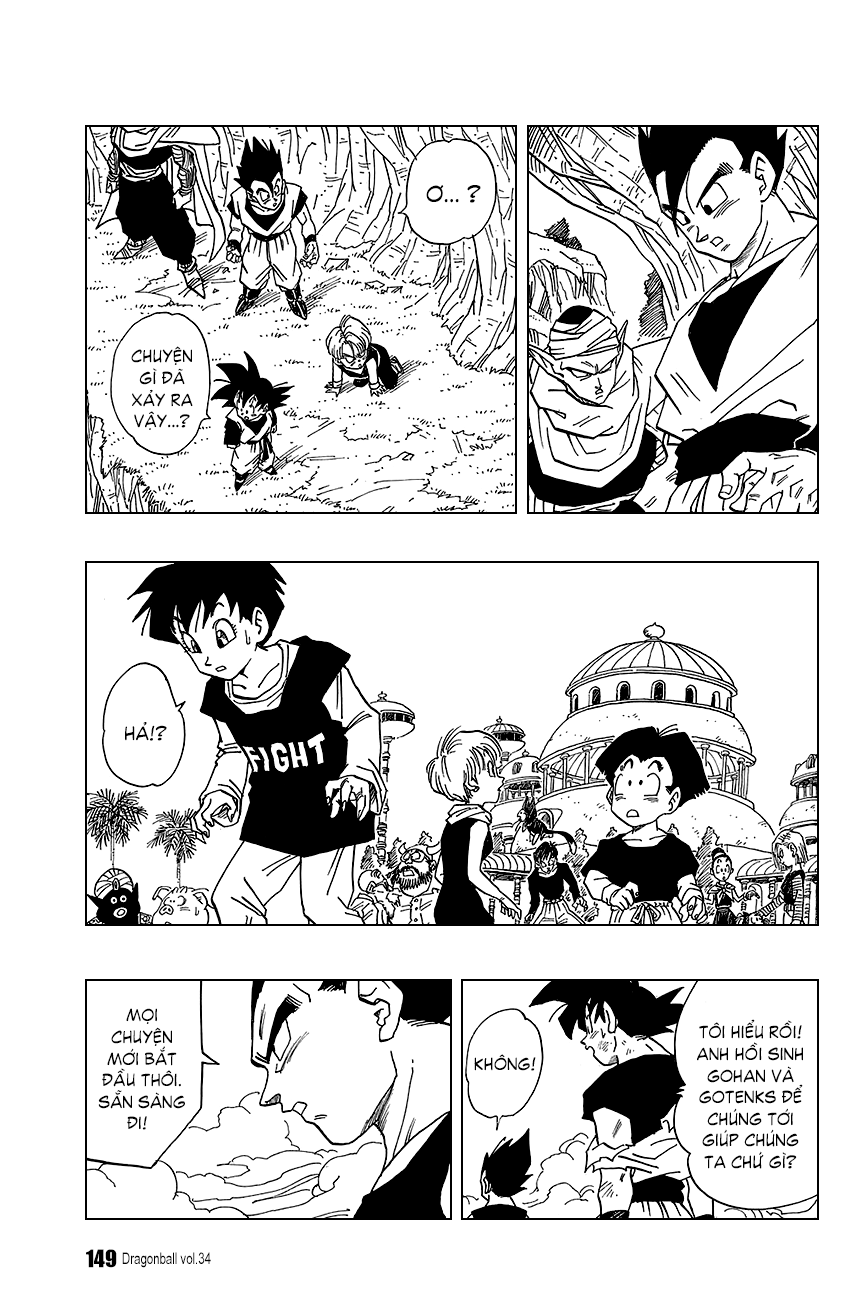 Ơ... ?
CHUYỆN
GÌ ĐÃ
XẢY RA
VẬY...?
HẢ!?
FIGHT
TÔI HIỂU RỒI!
ANH HỒI SINH
GOHAN VÀ
GOTENKS ĐỂ
CHÚNG TỚI
GIÚP CHÚNG
TA CHỨ GÌ?
KHÔNG!
MỌI
CHUYỆN
MỚI BẮT
ĐẦU THÔI.
SẴN SÀNG
ĐI!
149 Dragonball vol.34